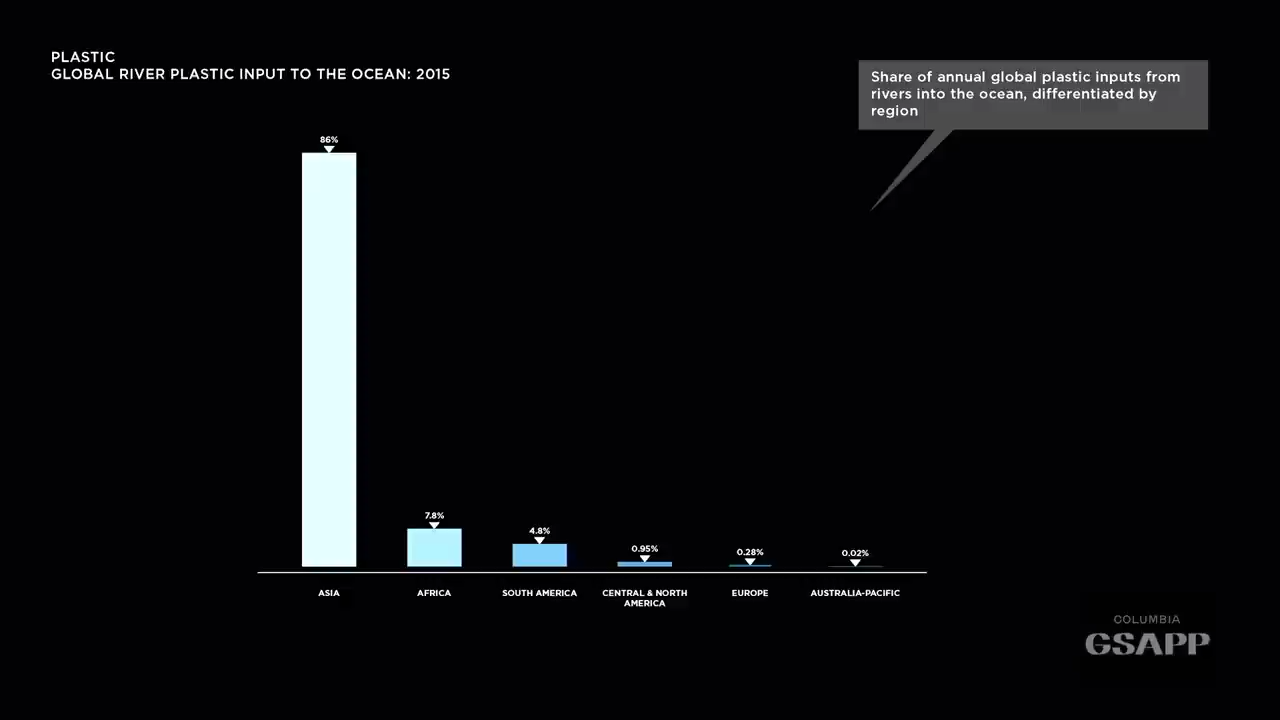 PLASTIC
GLOBAL RIVER PLASTIC INPUT TO THE OCEAN: 2015
Share of annual global plastic inputs from
rivers into the ocean, differentiated by
region
86%
7.8%
4.8%
0.95%
0.28%
0.02%
ASIA
AFRICA
SOUTH AMERICA
CENTRAL & NORTH
AMERICA
EUROPE
AUSTRALIA-PACIFIC
COLUMBIA
GSAPP